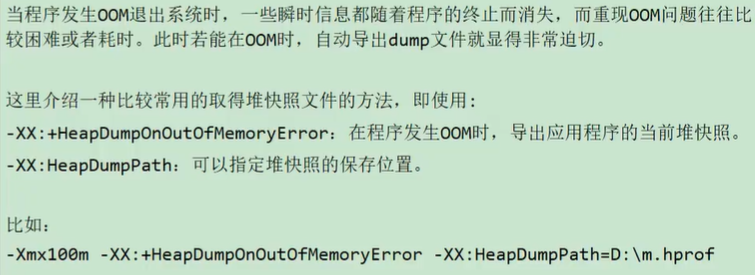 当程序发生OOM退出系统时，一些瞬时信息都随着程序的终止而消失，而重现OOM问题往往比
较困难或者耗时。此时若能在OOM时，自动导出dump文件就显得非常迫切。
这里介绍一种比较常用的取得堆快照文件的方法，即使用：
-XX:+HeapDumpOnOutOfMemoryError：在程序发生OOM时，导出应用程序的当前堆快照。
-XX:HeapDumpPath：可以指定堆快照的保存位置。
比如：
-Xmx100m -XX:+HeapDumpOnOutOfMemoryError -XX:HeapDumpPath=D:\m.hprof